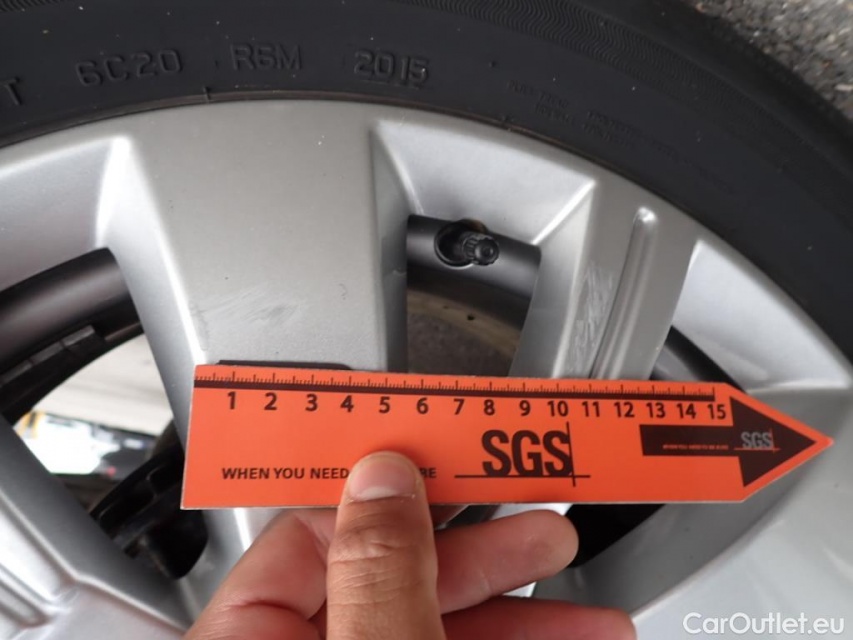 6C20 R5M 2015
1 2 3 4 5 6 7 8 9 10 11 12 13 14 15
SGS
SGS
WHEN YOU NEED BE
CarOutlet.eu